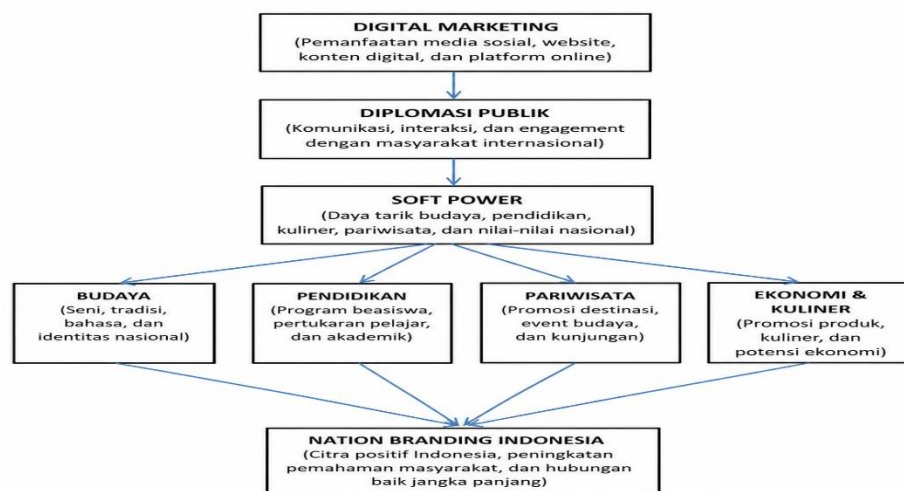 DIGITAL MARKETING
(Pemanfaatan media sosial, website,
konten digital, dan platform online)
DIPLOMASI PUBLIK
(Komunikasi, interaksi, dan engagement
dengan masyarakat internasional)
SOFT POWER
(Daya tarik budaya, pendidikan,
kuliner, pariwisata, dan nilai-nilai nasional)
BUDAYA
(Seni, tradisi,
bahasa, dan
identitas nasional)
PENDIDIKAN
(Program beasiswa,
pertukaran pelajar,
dan akademik)
PARIWISATA
(Promosi destinasi,
event budaya,
dan kunjungan)
EKONOMI &
KULINER
(Promosi produk,
kuliner, dan
potensi ekonomi)
NATION BRANDING INDONESIA
(Citra positif Indonesia, peningkatan
pemahaman masyarakat, dan hubungan
baik jangka panjang)